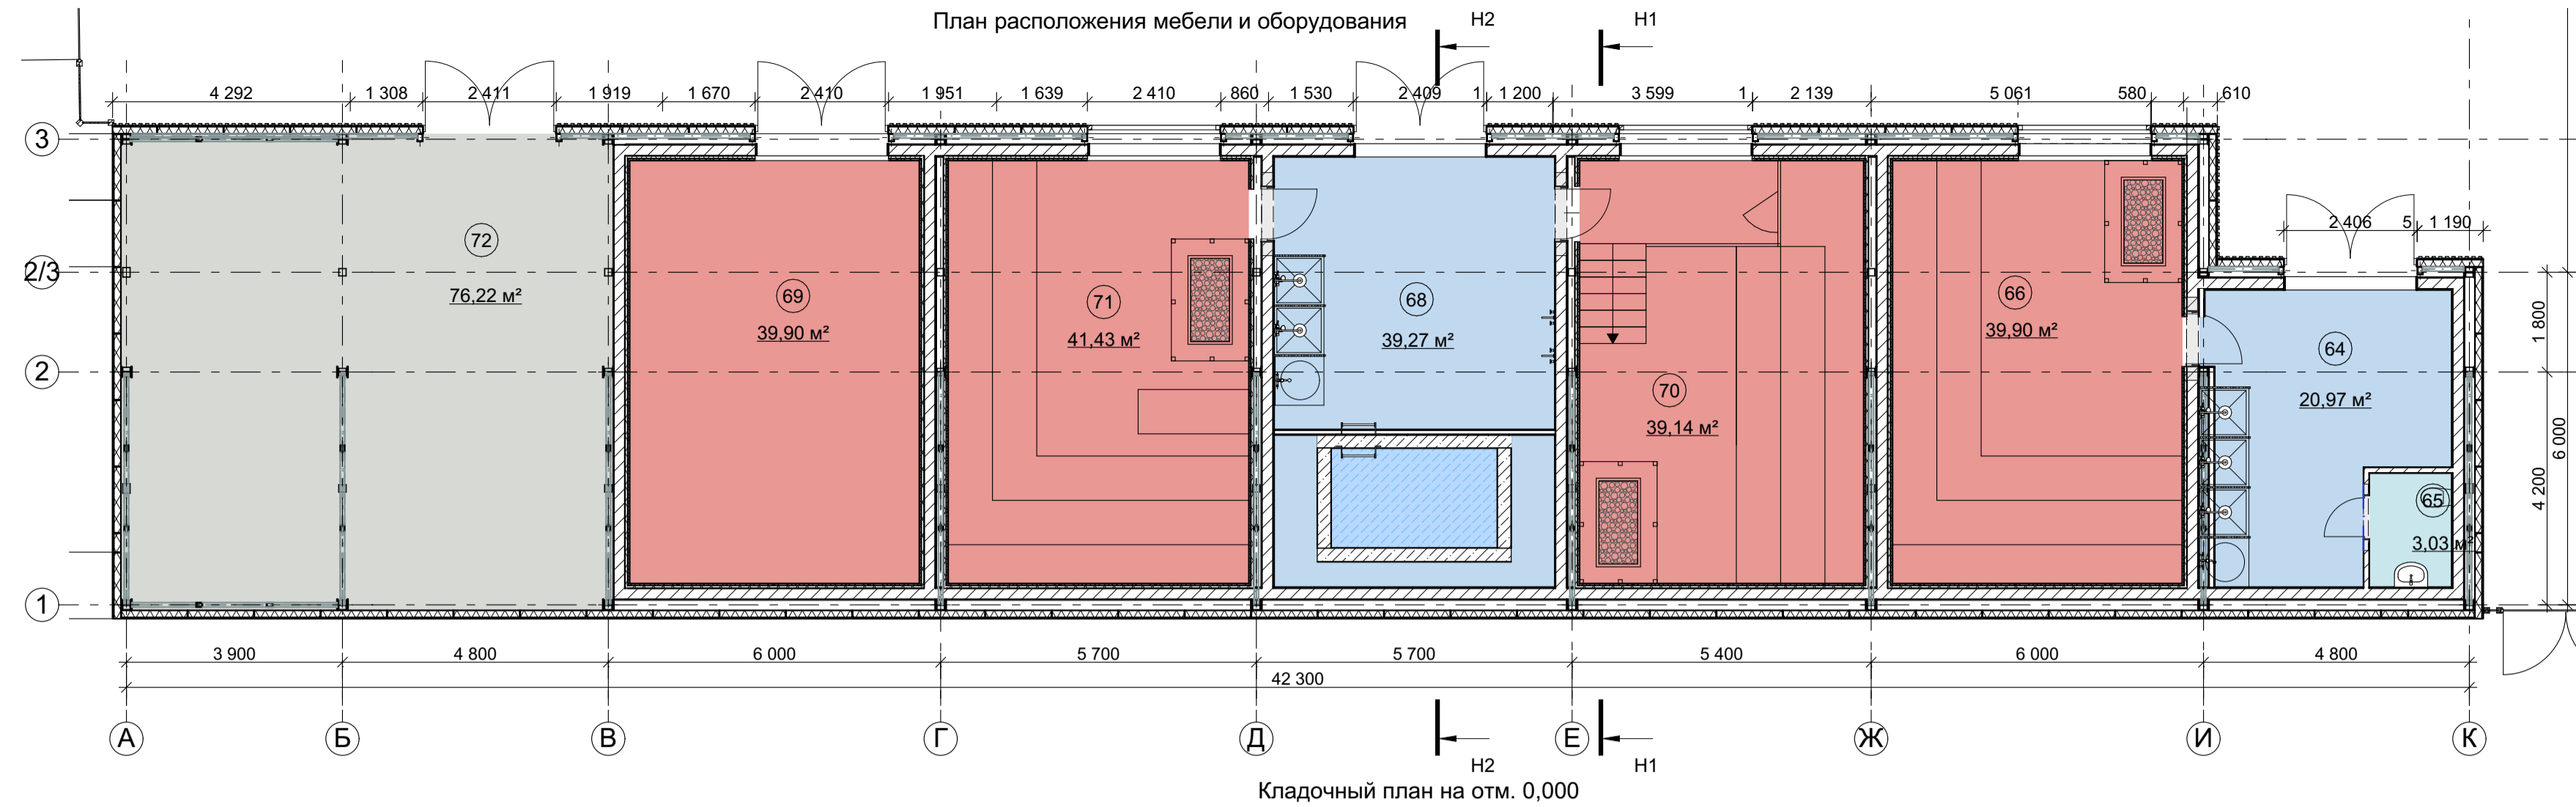 План расположения мебели и оборудования
H2 H1
4 292 1 308 2 411 1 919 1 670 2 410 1 951 1 639 2 410 860 1 530 2 409 1 1 200 3 599 1 2 139 5 061 580 610
3
2 406 5 1 190
72
2/3
76,22 м²
69
39,90 м²
71
41,43 м²
68
39,27 м²
66
39,90 м²
64
20,97 м²
1 800
2
70
39,14 м²
6 000
4 200
65
3,03 м²
1
3 900 4 800 6 000 5 700 5 700 5 400 6 000 4 800
42 300
А Б В Г Д Е Ж И К
H2 H1
Кладочный план на отм. 0,000